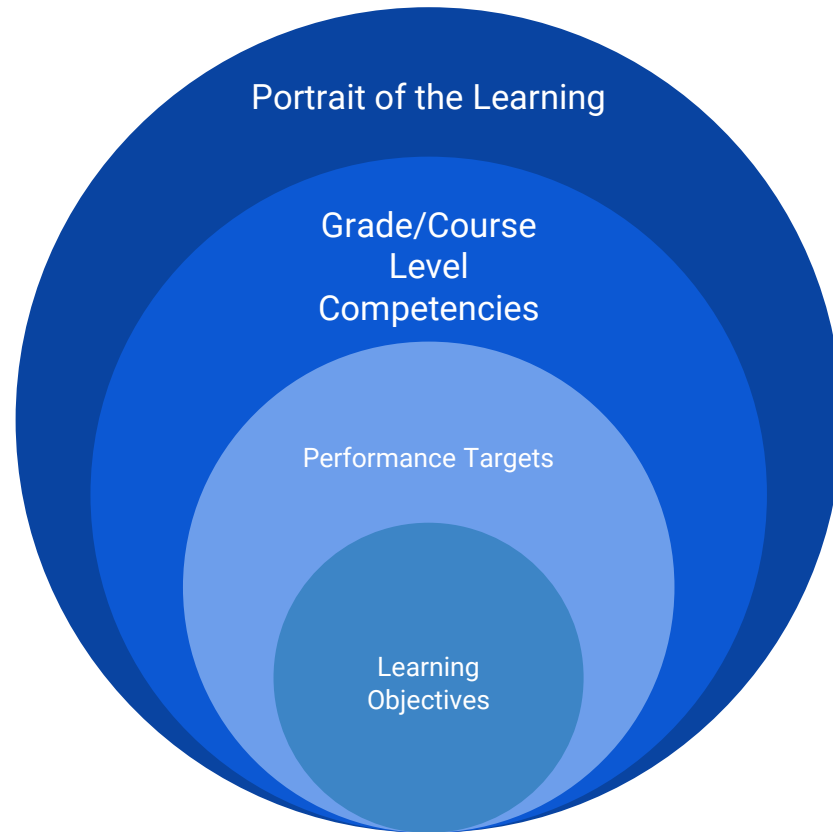 Portrait of the Learning
Grade/Course
Level
Competencies
Performance Targets
Learning
Objectives